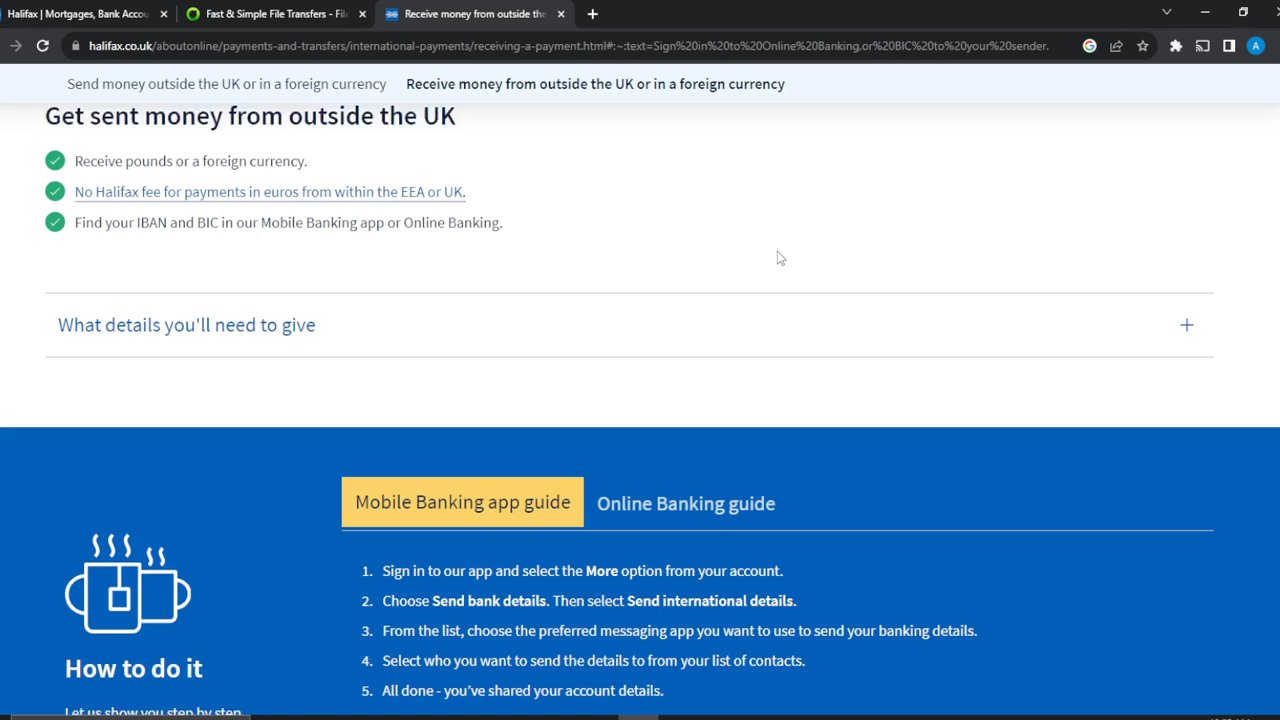 Halifax | Mortgages, Bank Accou
Fast & Simple File Transfers - File
Receive money from outside the
halifax.co.uk/aboutonline/payments-and-transfers/international-payments/receiving-a-payment.html#:~:text=Sign%20in%20to%20Online%20Banking,or%20BIC%20to%20your%20sender.
A
Send money outside the UK or in a foreign currency
Receive money from outside the UK or in a foreign currency
Get sent money from outside the UK
Receive pounds or a foreign currency.
No Halifax fee for payments in euros from within the EEA or UK.
Find your IBAN and BIC in our Mobile Banking app or Online Banking.
What details you'll need to give
Mobile Banking app guide
Online Banking guide
1. Sign in to our app and select the More option from your account.
2. Choose Send bank details. Then select Send international details.
3. From the list, choose the preferred messaging app you want to use to send your banking details.
4. Select who you want to send the details to from your list of contacts.
5. All done - you've shared your account details.
How to do it
Let us show you step by step